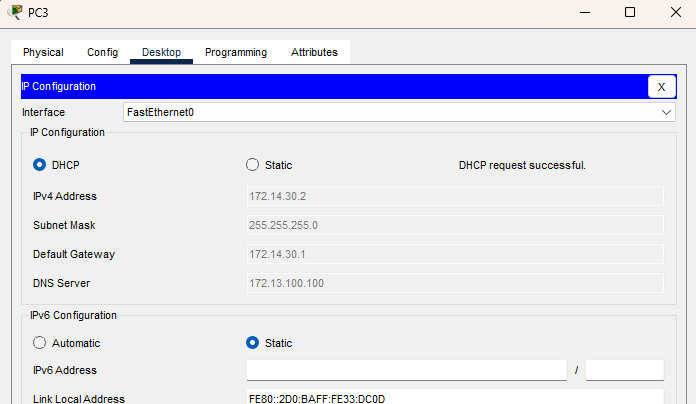 PC3
Physical Config Desktop Programming Attributes
IP Configuration X
Interface FastEthernet0
IP Configuration
DHCP Static DHCP request successful.
IPv4 Address 172.14.30.2
Subnet Mask 255.255.255.0
Default Gateway 172.14.30.1
DNS Server 172.13.100.100
IPv6 Configuration
Automatic Static
IPv6 Address /
Link Local Address FE80::2D0:BAFF:FE33:DC0D